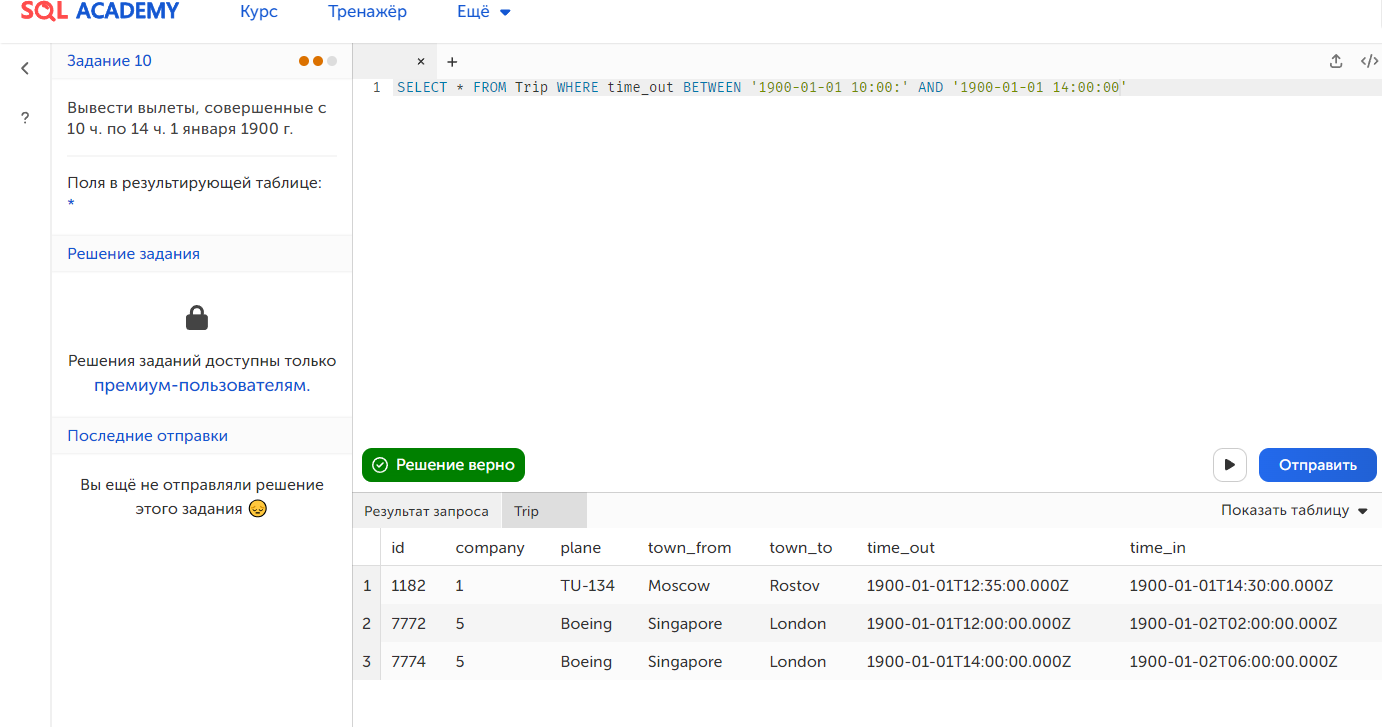 SQL ACADEMY Курс Тренажёр Ещё
Задание 10
Вывести вылеты, совершенные с
10 ч. по 14 ч. 1 января 1900 г.
Поля в результирующей таблице:
*
Решение задания
Решения заданий доступны только
премиум-пользователям.
Последние отправки
Вы ещё не отправляли решение
этого задания 😔
?
× +
</>
1 SELECT * FROM Trip WHERE time_out BETWEEN '1900-01-01 10:00:' AND '1900-01-01 14:00:00'
Решение верно
Отправить
Результат запроса Trip Показать таблицу
id company plane town_from town_to time_out time_in
1 1182 1 TU-134 Moscow Rostov 1900-01-01T12:35:00.000Z 1900-01-01T14:30:00.000Z
2 7772 5 Boeing Singapore London 1900-01-01T12:00:00.000Z 1900-01-02T02:00:00.000Z
3 7774 5 Boeing Singapore London 1900-01-01T14:00:00.000Z 1900-01-02T06:00:00.000Z